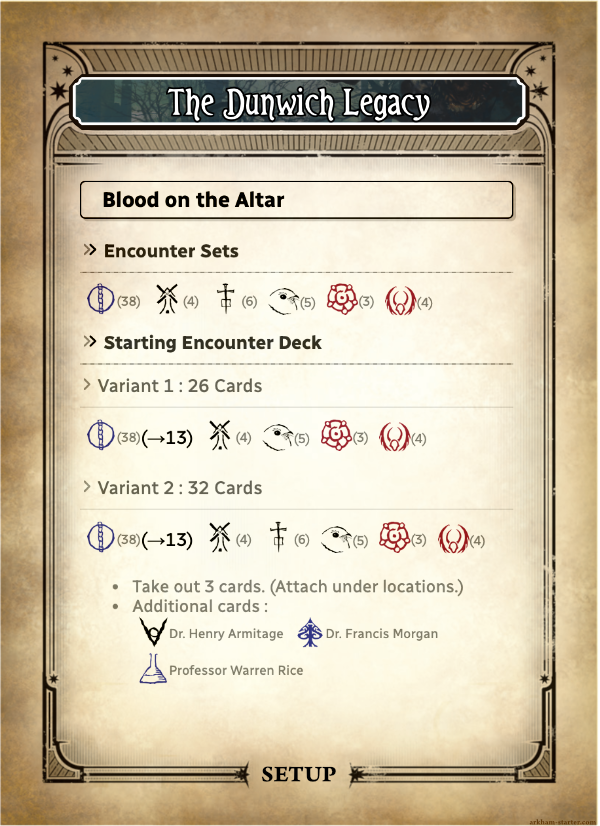 The Dunwich Legacy
Blood on the Altar
» Encounter Sets
(38) (4) (6) (5) (3) (4)
» Starting Encounter Deck
> Variant 1 : 26 Cards
(38)(→13) (4) (5) (3) (4)
> Variant 2 : 32 Cards
(38)(→13) (4) (6) (5) (3) (4)
• Take out 3 cards. (Attach under locations.)
• Additional cards :
Dr. Henry Armitage Dr. Francis Morgan
Professor Warren Rice
SETUP
arkham-starter.com